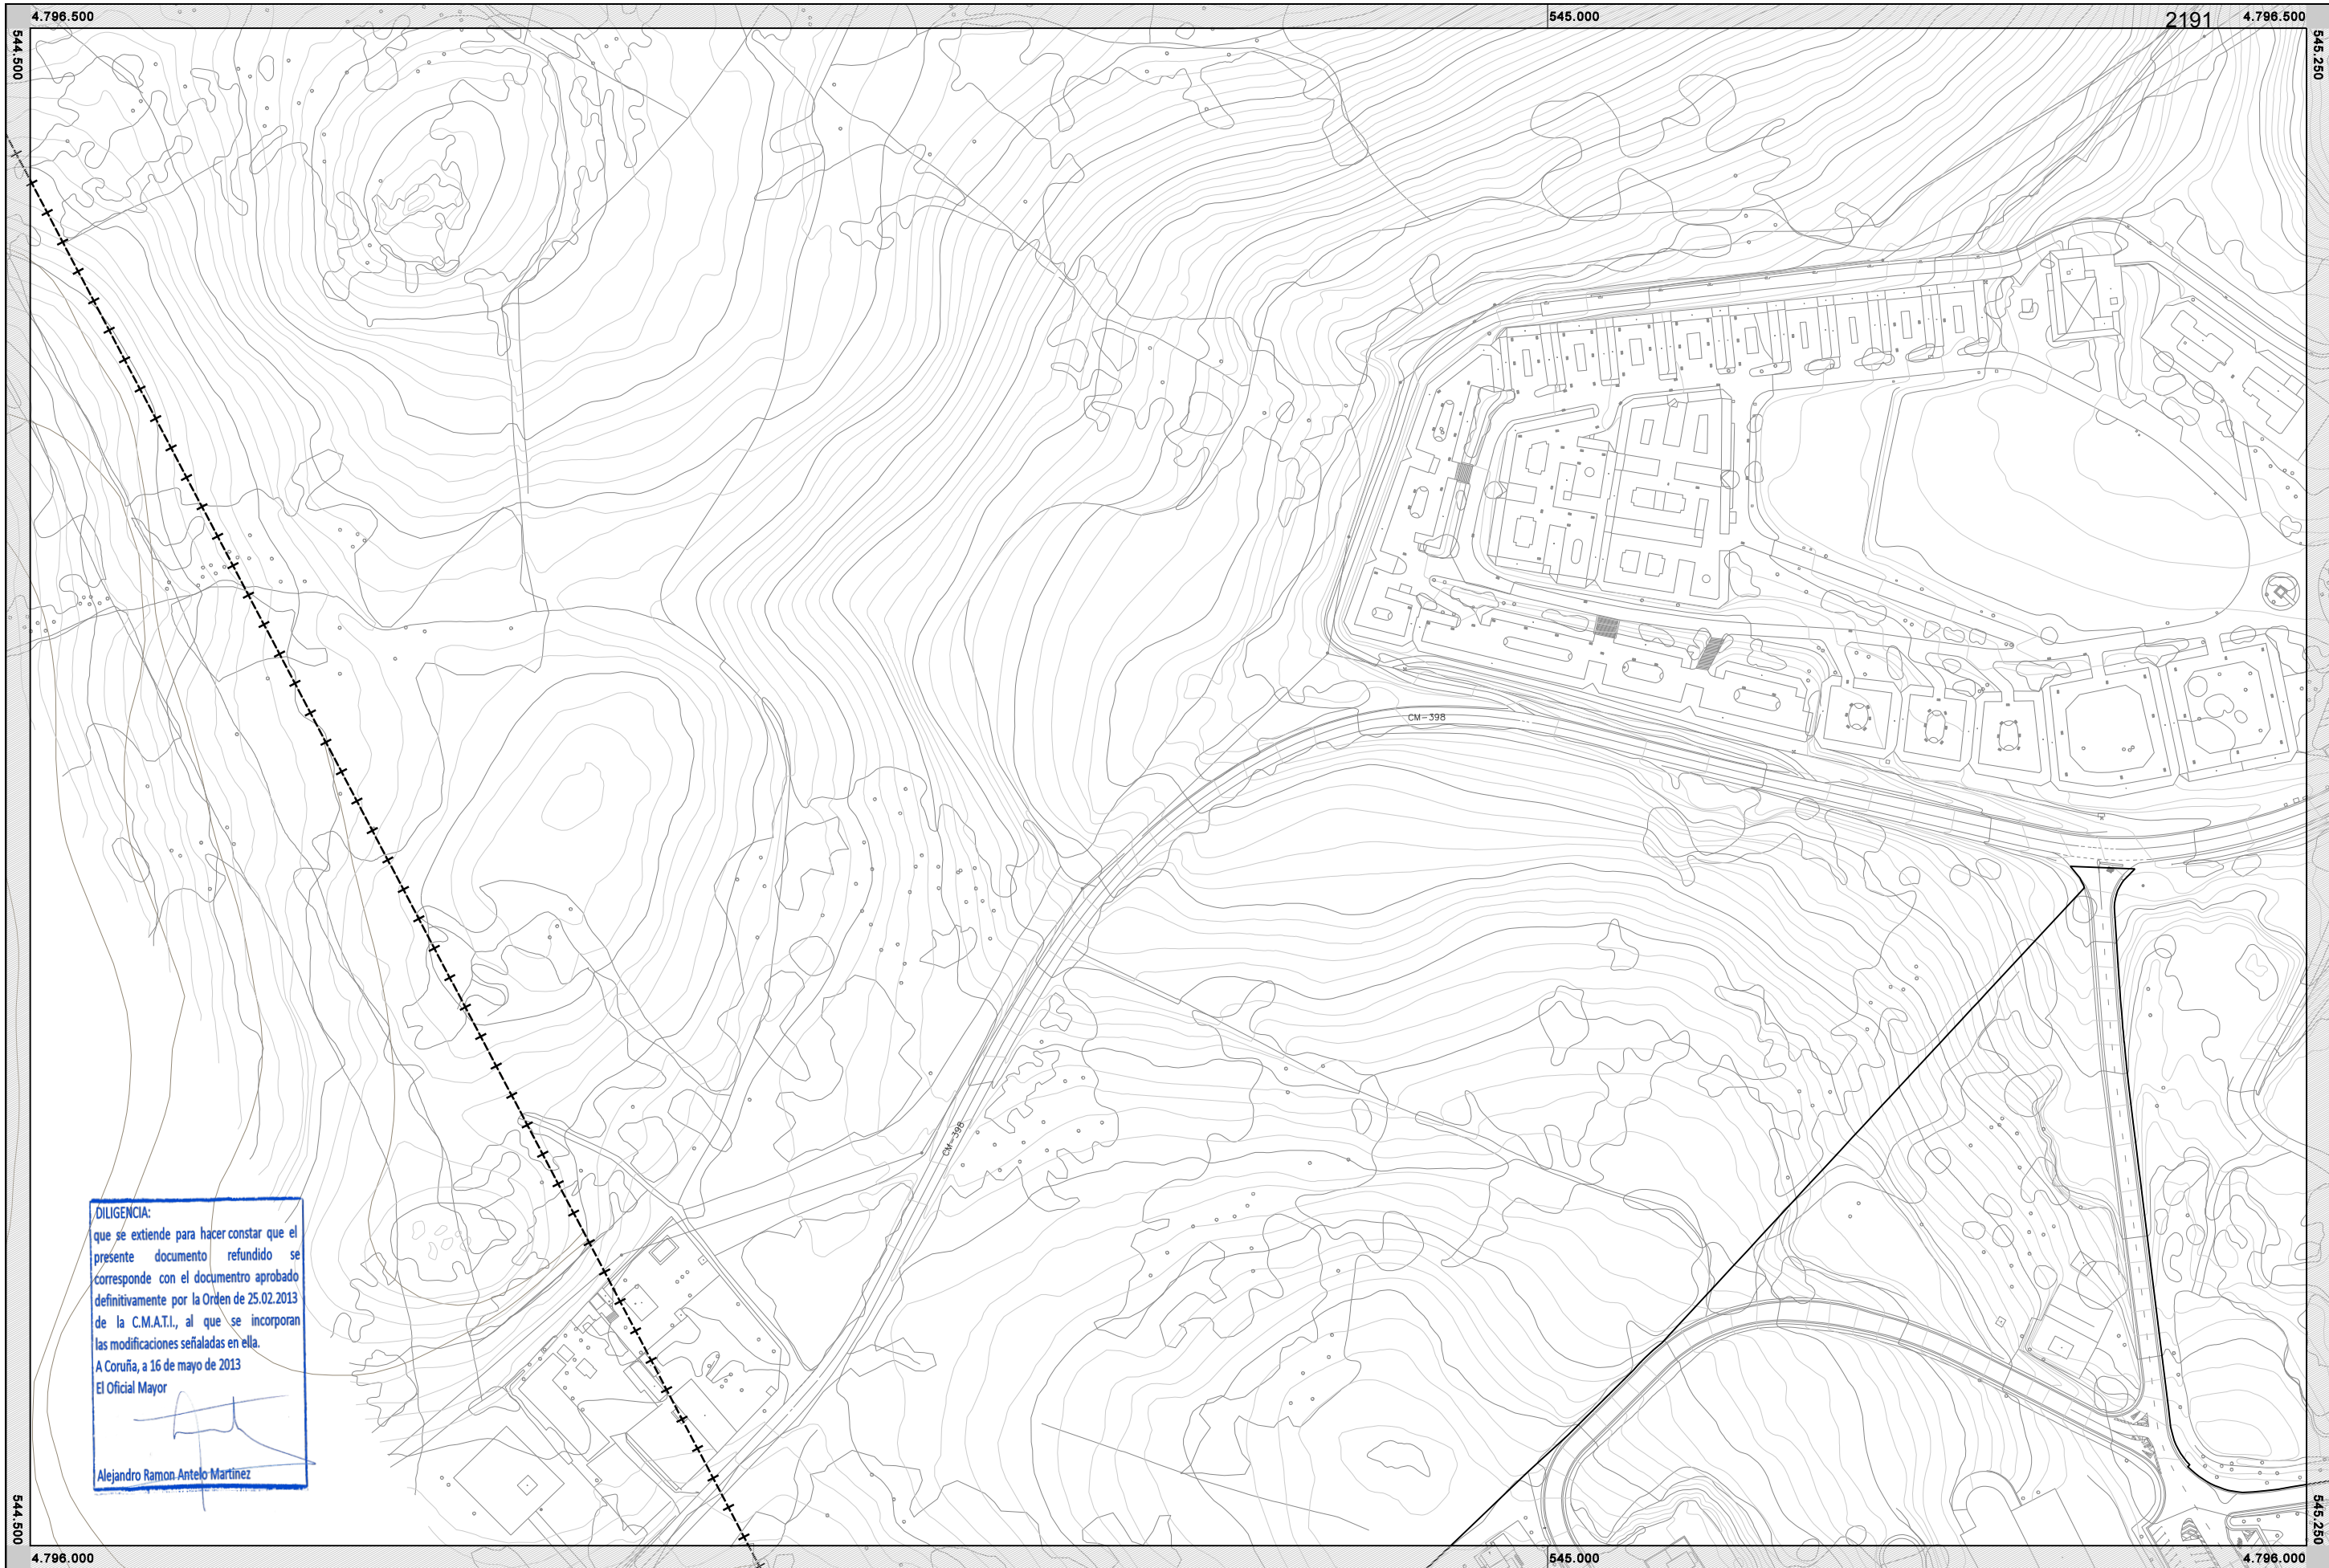 4.796.500
545.000
2191
4.796.500
544.500
545.250
CM-398
CM-398
DILIGENCIA:
que se extiende para hacer constar que el
presente documento refundido se
corresponde con el documentro aprobado
definitivamente por la Orden de 25.02.2013
de la C.M.A.T.I., al que se incorporan
las modificaciones señaladas en ella.
A Coruña, a 16 de mayo de 2013
El Oficial Mayor
Alejandro Ramon Antelo Martinez
544.500
545.250
4.796.000
545.000
4.796.000